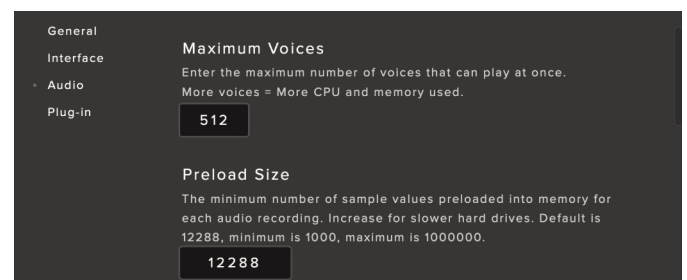 General
Interface
Audio
Plug-in
Maximum Voices
Enter the maximum number of voices that can play at once.
More voices = More CPU and memory used.
512
Preload Size
The minimum number of sample values preloaded into memory for
each audio recording. Increase for slower hard drives. Default is
12288, minimum is 1000, maximum is 1000000.
12288